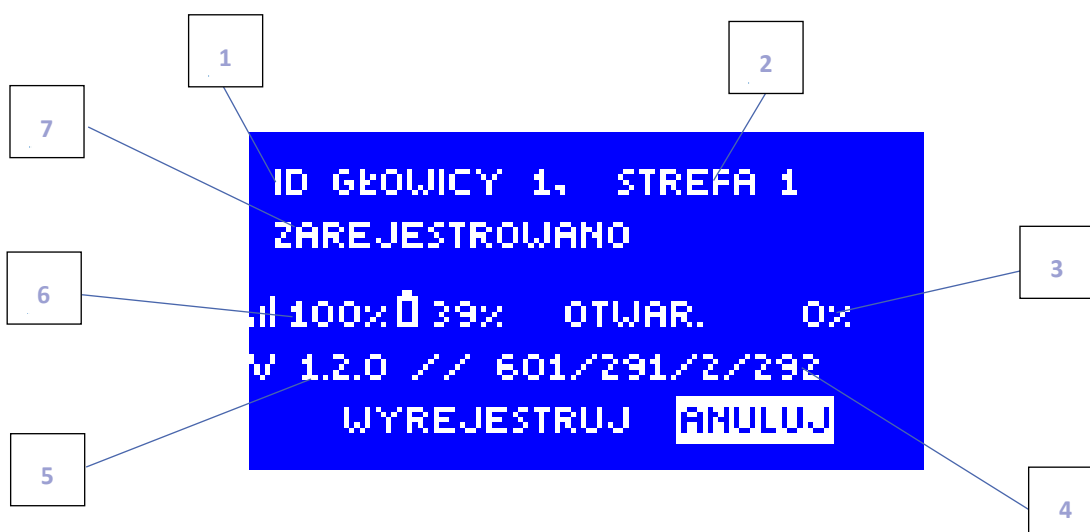 1
2
7
ID GŁOWICY 1, STREFA 1
ZAREJESTROWANO
6
3
100% 39% OTWAR. 0%
V 1.2.0 // 601/291/2/292
WYREJESTRUJ ANULUJ
5
4